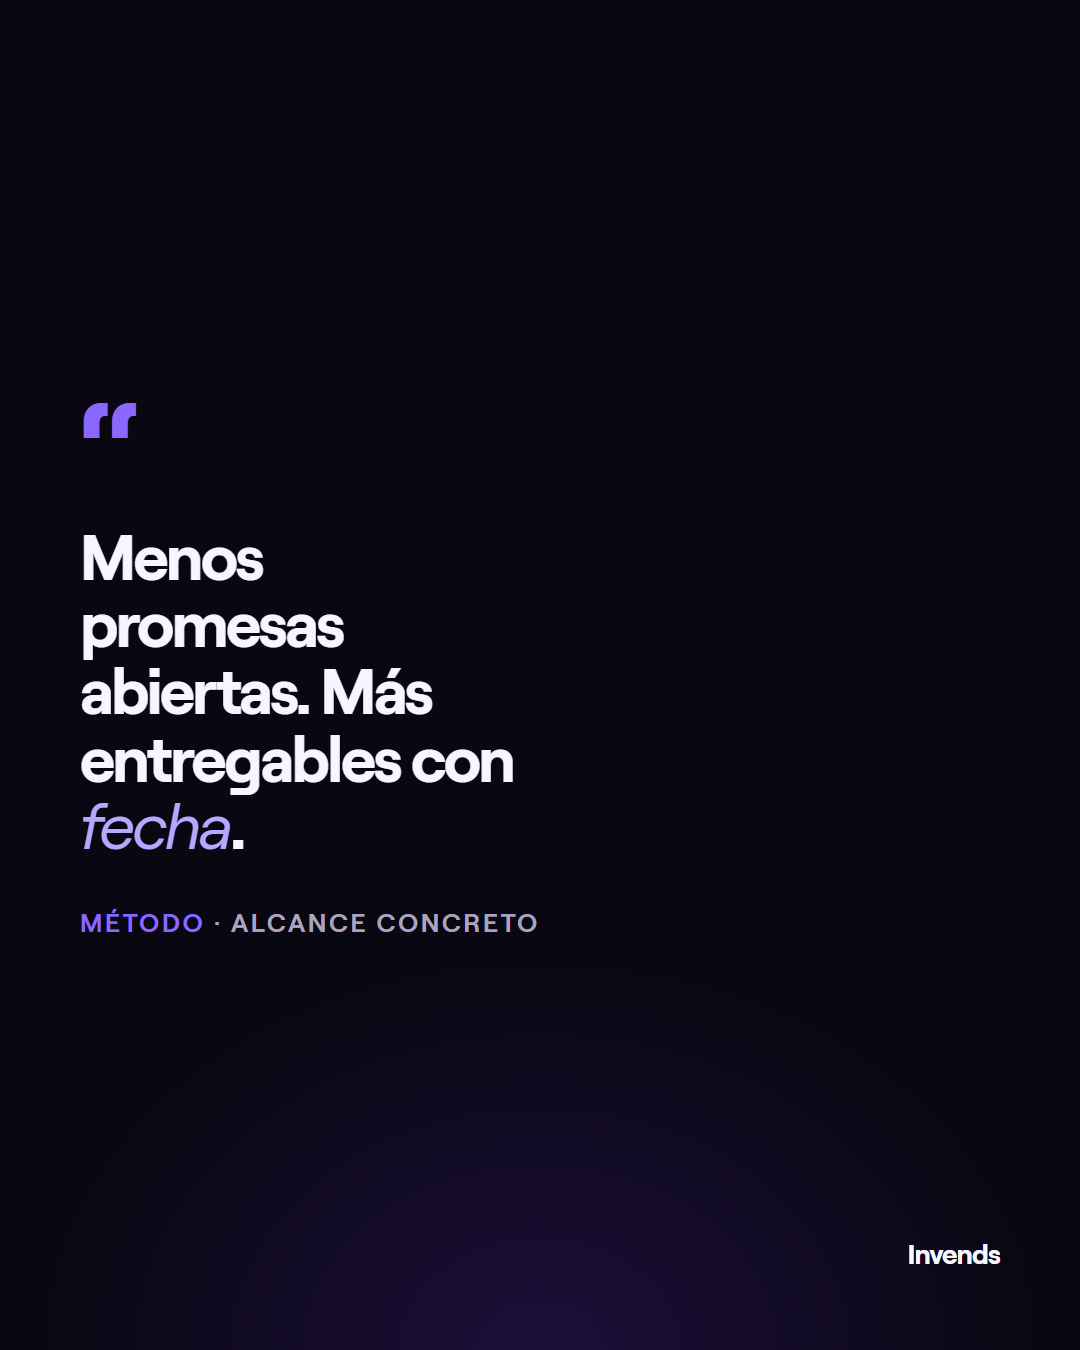 “
Menos
promesas
abiertas. Más
entregables con
fecha.
MÉTODO · ALCANCE CONCRETO
Invends